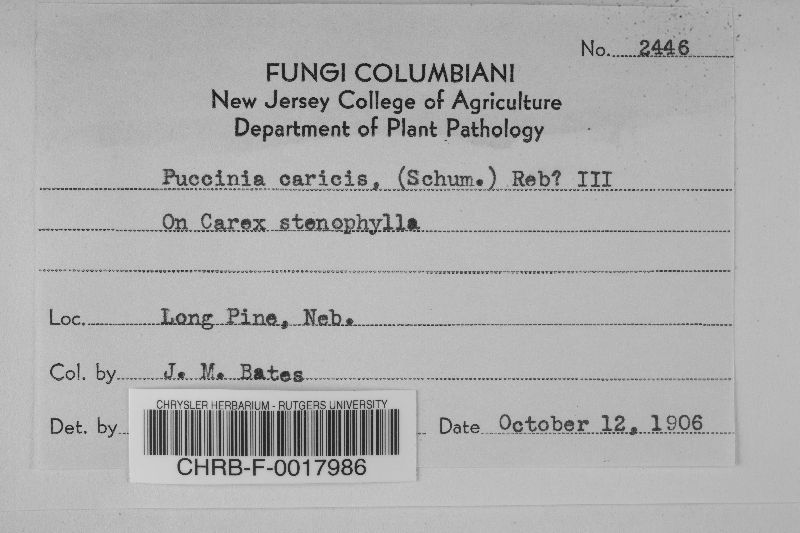 No. 2446
FUNGI COLUMBIANI
New Jersey College of Agriculture
Department of Plant Pathology
Puccinia caricis, (Schum.) Reb? III
On Carex stenophylla
Loc. Long Pine, Neb.
Col. by J. M. Bates
Det. by
Date October 12, 1906
CHRYSLER HERBARIUM - RUTGERS UNIVERSITY
CHRB-F-0017986